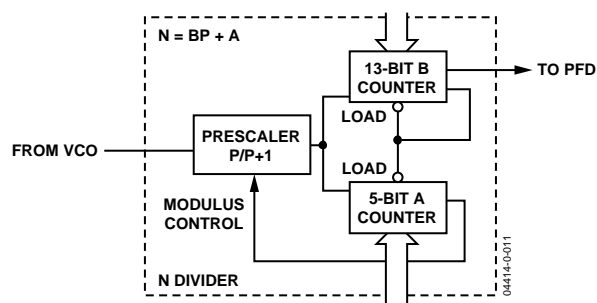 N = BP + A
13-BIT B
COUNTER
TO PFD
LOAD
PRESCALER
P/P+1
FROM VCO
LOAD
MODULUS
CONTROL
5-BIT A
COUNTER
N DIVIDER
04414-0-011